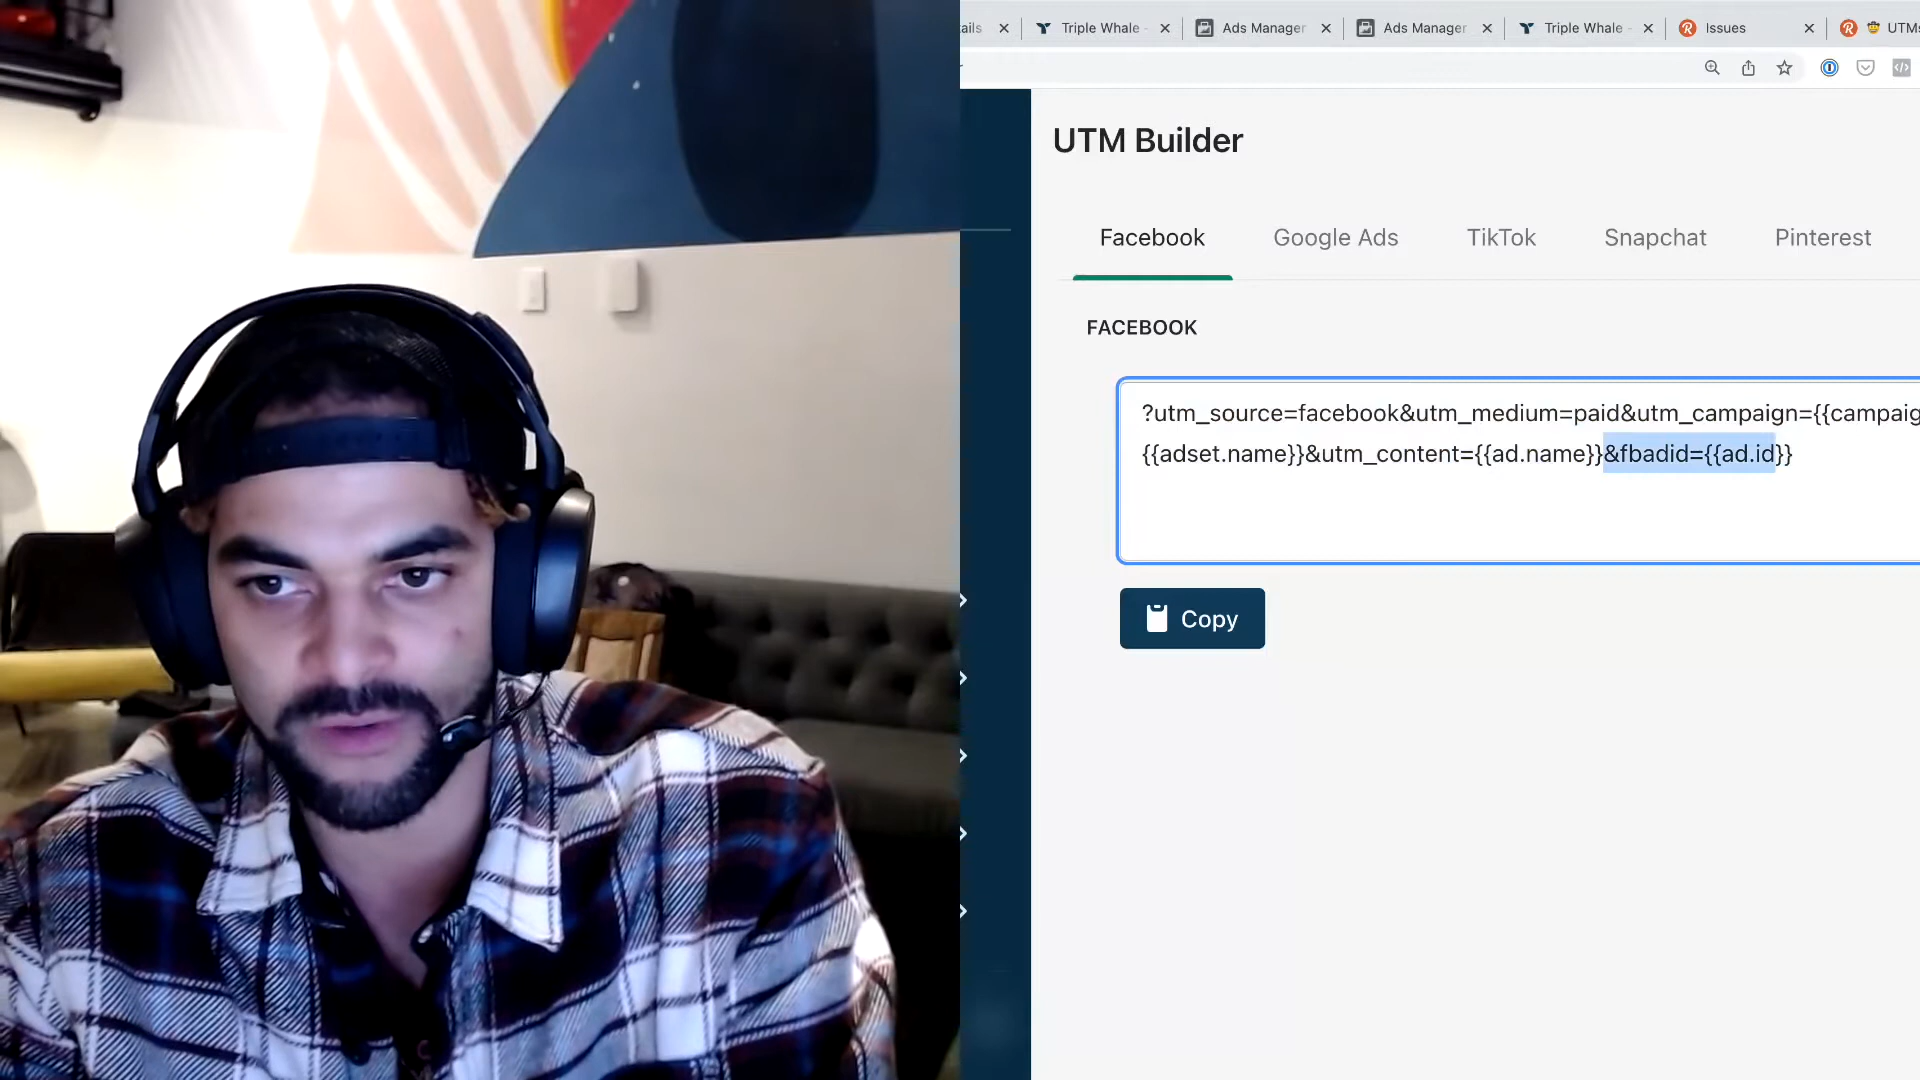 ails
Triple Whale -
Ads Manager
Ads Manager
Triple Whale -
Issues
UTMs
UTM Builder
Facebook
Google Ads
TikTok
Snapchat
Pinterest
FACEBOOK
?utm_source=facebook&utm_medium=paid&utm_campaign={{campaig
{{adset.name}}&utm_content={{ad.name}}&fbadid={{ad.id}}
Copy